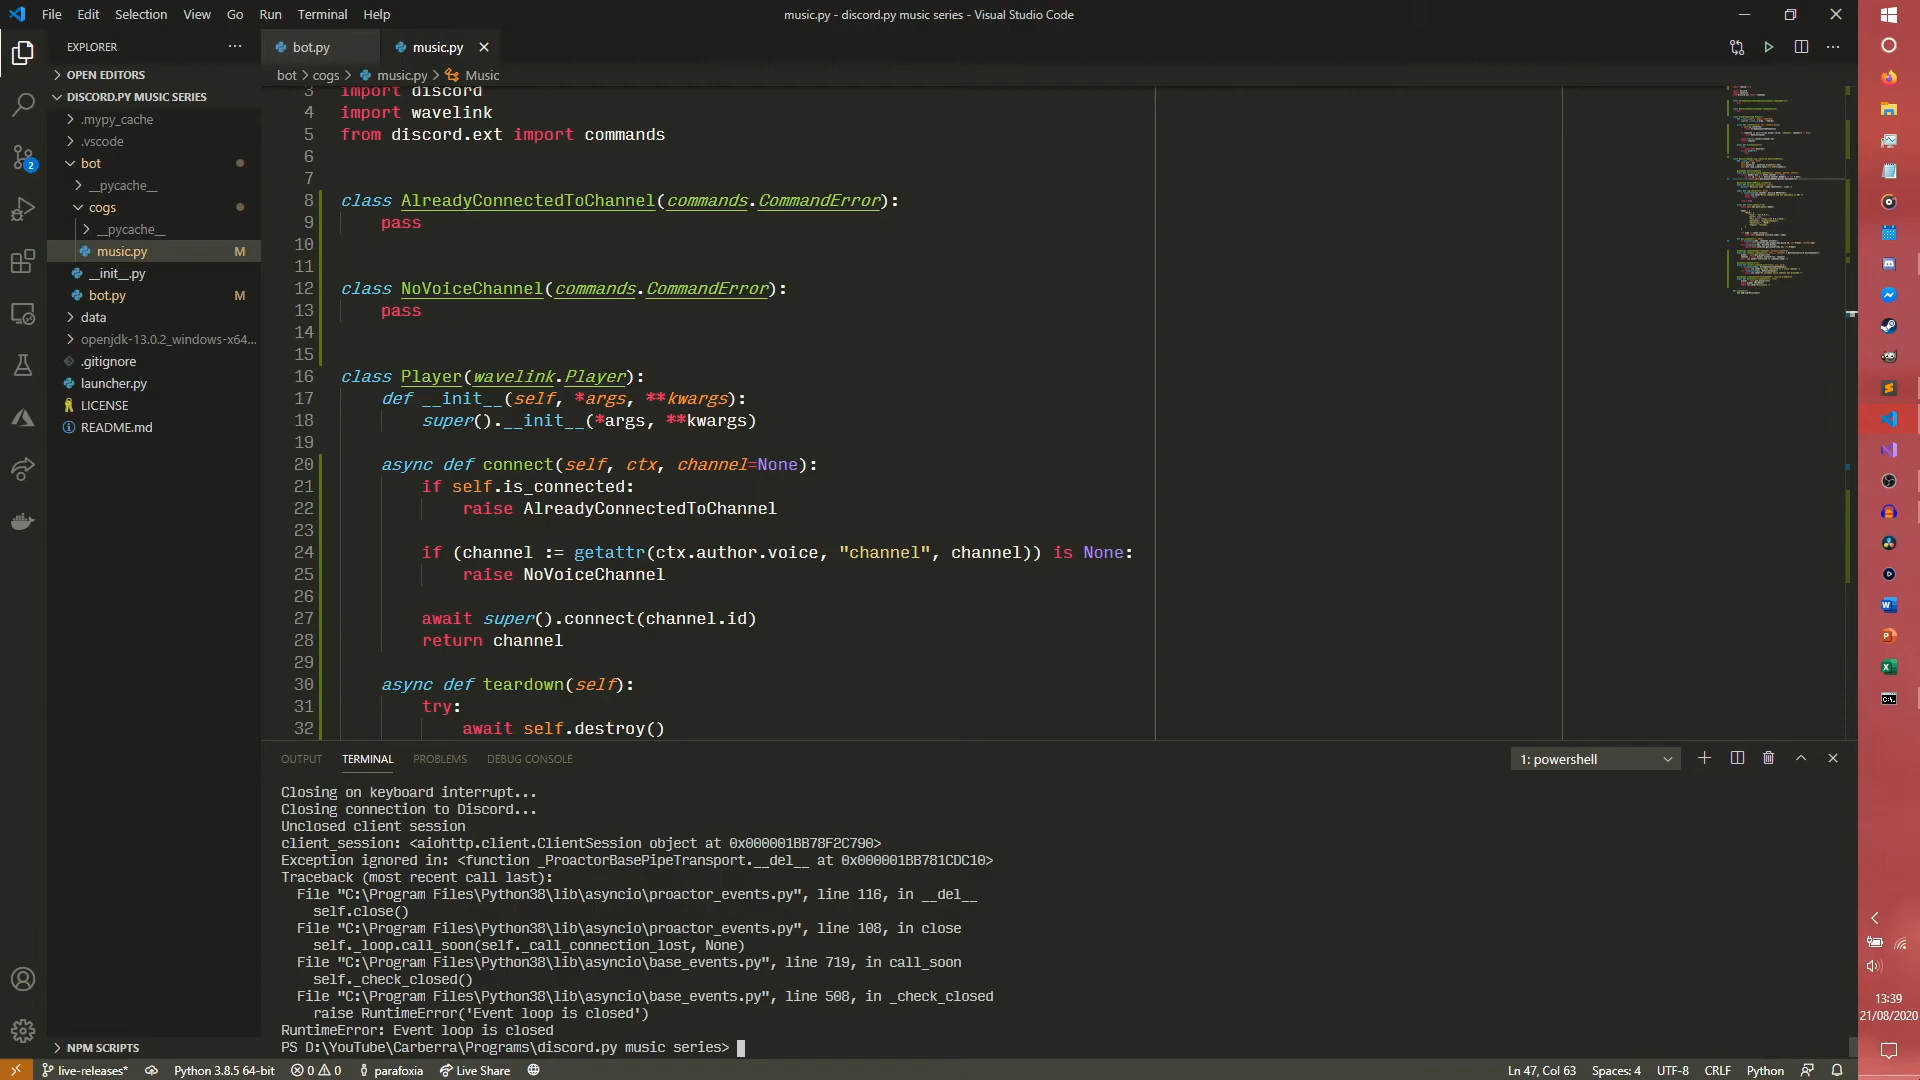 File Edit Selection View Go Run Terminal Help
music.py - discord.py music series - Visual Studio Code
EXPLORER
OPEN EDITORS
DISCORD.PY MUSIC SERIES
.mypy_cache
.vscode
bot
__pycache__
cogs
__pycache__
music.py M
__init__.py
bot.py M
data
openjdk-13.0.2_windows-x64...
.gitignore
launcher.py
LICENSE
README.md
NPM SCRIPTS
2
bot.py
music.py
bot > cogs > music.py > Music
3 import discord
4 import wavelink
5 from discord.ext import commands
6
7
8 class AlreadyConnectedToChannel(commands.CommandError):
9 pass
10
11
12 class NoVoiceChannel(commands.CommandError):
13 pass
14
15
16 class Player(wavelink.Player):
17 def __init__(self, *args, **kwargs):
18 super().__init__(*args, **kwargs)
19
20 async def connect(self, ctx, channel=None):
21 if self.is_connected:
22 raise AlreadyConnectedToChannel
23
24 if (channel := getattr(ctx.author.voice, "channel", channel)) is None:
25 raise NoVoiceChannel
26
27 await super().connect(channel.id)
28 return channel
29
30 async def teardown(self):
31 try:
32 await self.destroy()
OUTPUT TERMINAL PROBLEMS DEBUG CONSOLE
1: powershell
Closing on keyboard interrupt...
Closing connection to Discord...
Unclosed client session
client_session: <aiohttp.client.ClientSession object at 0x000001BB78F2C790>
Exception ignored in: <function _ProactorBasePipeTransport.__del__ at 0x000001BB781CDC10>
Traceback (most recent call last):
File "C:\Program Files\Python38\lib\asyncio\proactor_events.py", line 116, in __del__
self.close()
File "C:\Program Files\Python38\lib\asyncio\proactor_events.py", line 108, in close
self._loop.call_soon(self._call_connection_lost, None)
File "C:\Program Files\Python38\lib\asyncio\base_events.py", line 719, in call_soon
self._check_closed()
File "C:\Program Files\Python38\lib\asyncio\base_events.py", line 508, in _check_closed
raise RuntimeError('Event loop is closed')
RuntimeError: Event loop is closed
PS D:\YouTube\Carberra\Programs\discord.py music series>
live-releases* Python 3.8.5 64-bit 0 0 parafoxia Live Share
Ln 47, Col 63 Spaces: 4 UTF-8 CRLF Python
13:39
21/08/2020